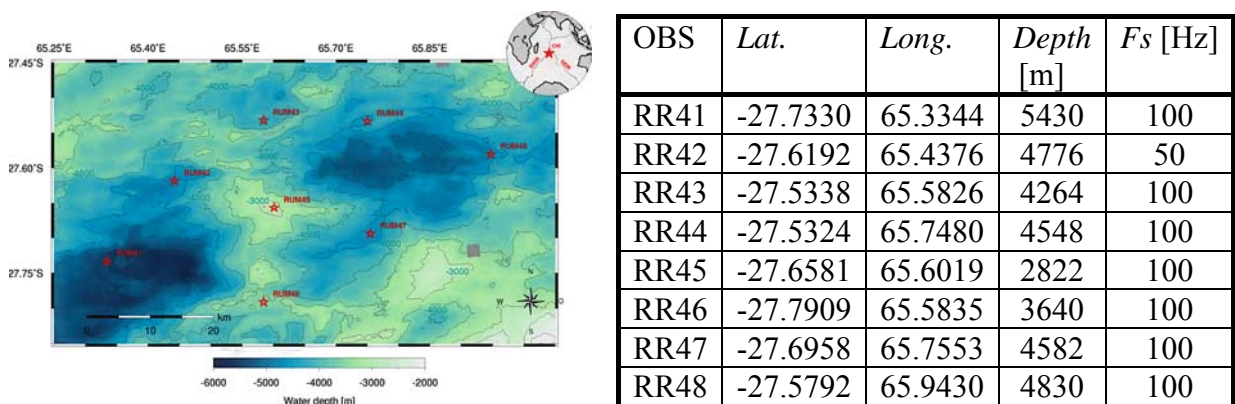 65.25°E 65.40°E 65.55°E 65.70°E 65.85°E
27.45°S
27.60°S
27.75°S
-4000
-4000
-4000
-3000
-4000
-3000
-4000
RUM43
RUM44
RUM48
RUM42
RUM45
RUM47
RUM46
N
W
S
km
0 10 20
-6000 -5000 -4000 -3000 -2000
Water depth [m]
OBS Lat. Long. Depth [m] Fs [Hz]
RR41 -27.7330 65.3344 5430 100
RR42 -27.6192 65.4376 4776 50
RR43 -27.5338 65.5826 4264 100
RR44 -27.5324 65.7480 4548 100
RR45 -27.6581 65.6019 2822 100
RR46 -27.7909 65.5835 3640 100
RR47 -27.6958 65.7553 4582 100
RR48 -27.5792 65.9430 4830 100